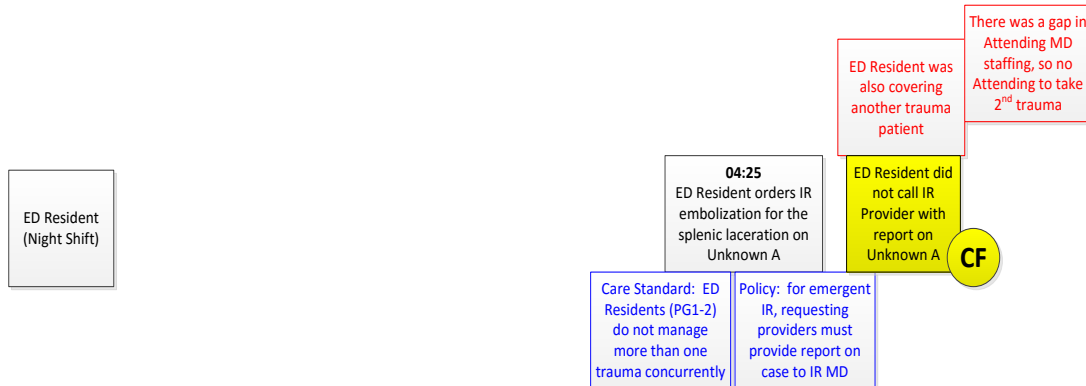 There was a gap in
Attending MD
staffing, so no
Attending to take
2nd trauma
ED Resident was
also covering
another trauma
patient
ED Resident
(Night Shift)
04:25
ED Resident orders IR
embolization for the
splenic laceration on
Unknown A
ED Resident did
not call IR
Provider with
report on
Unknown A
CF
Care Standard: ED
Residents (PG1-2)
do not manage
more than one
trauma concurrently
Policy: for emergent
IR, requesting
providers must
provide report on
case to IR MD